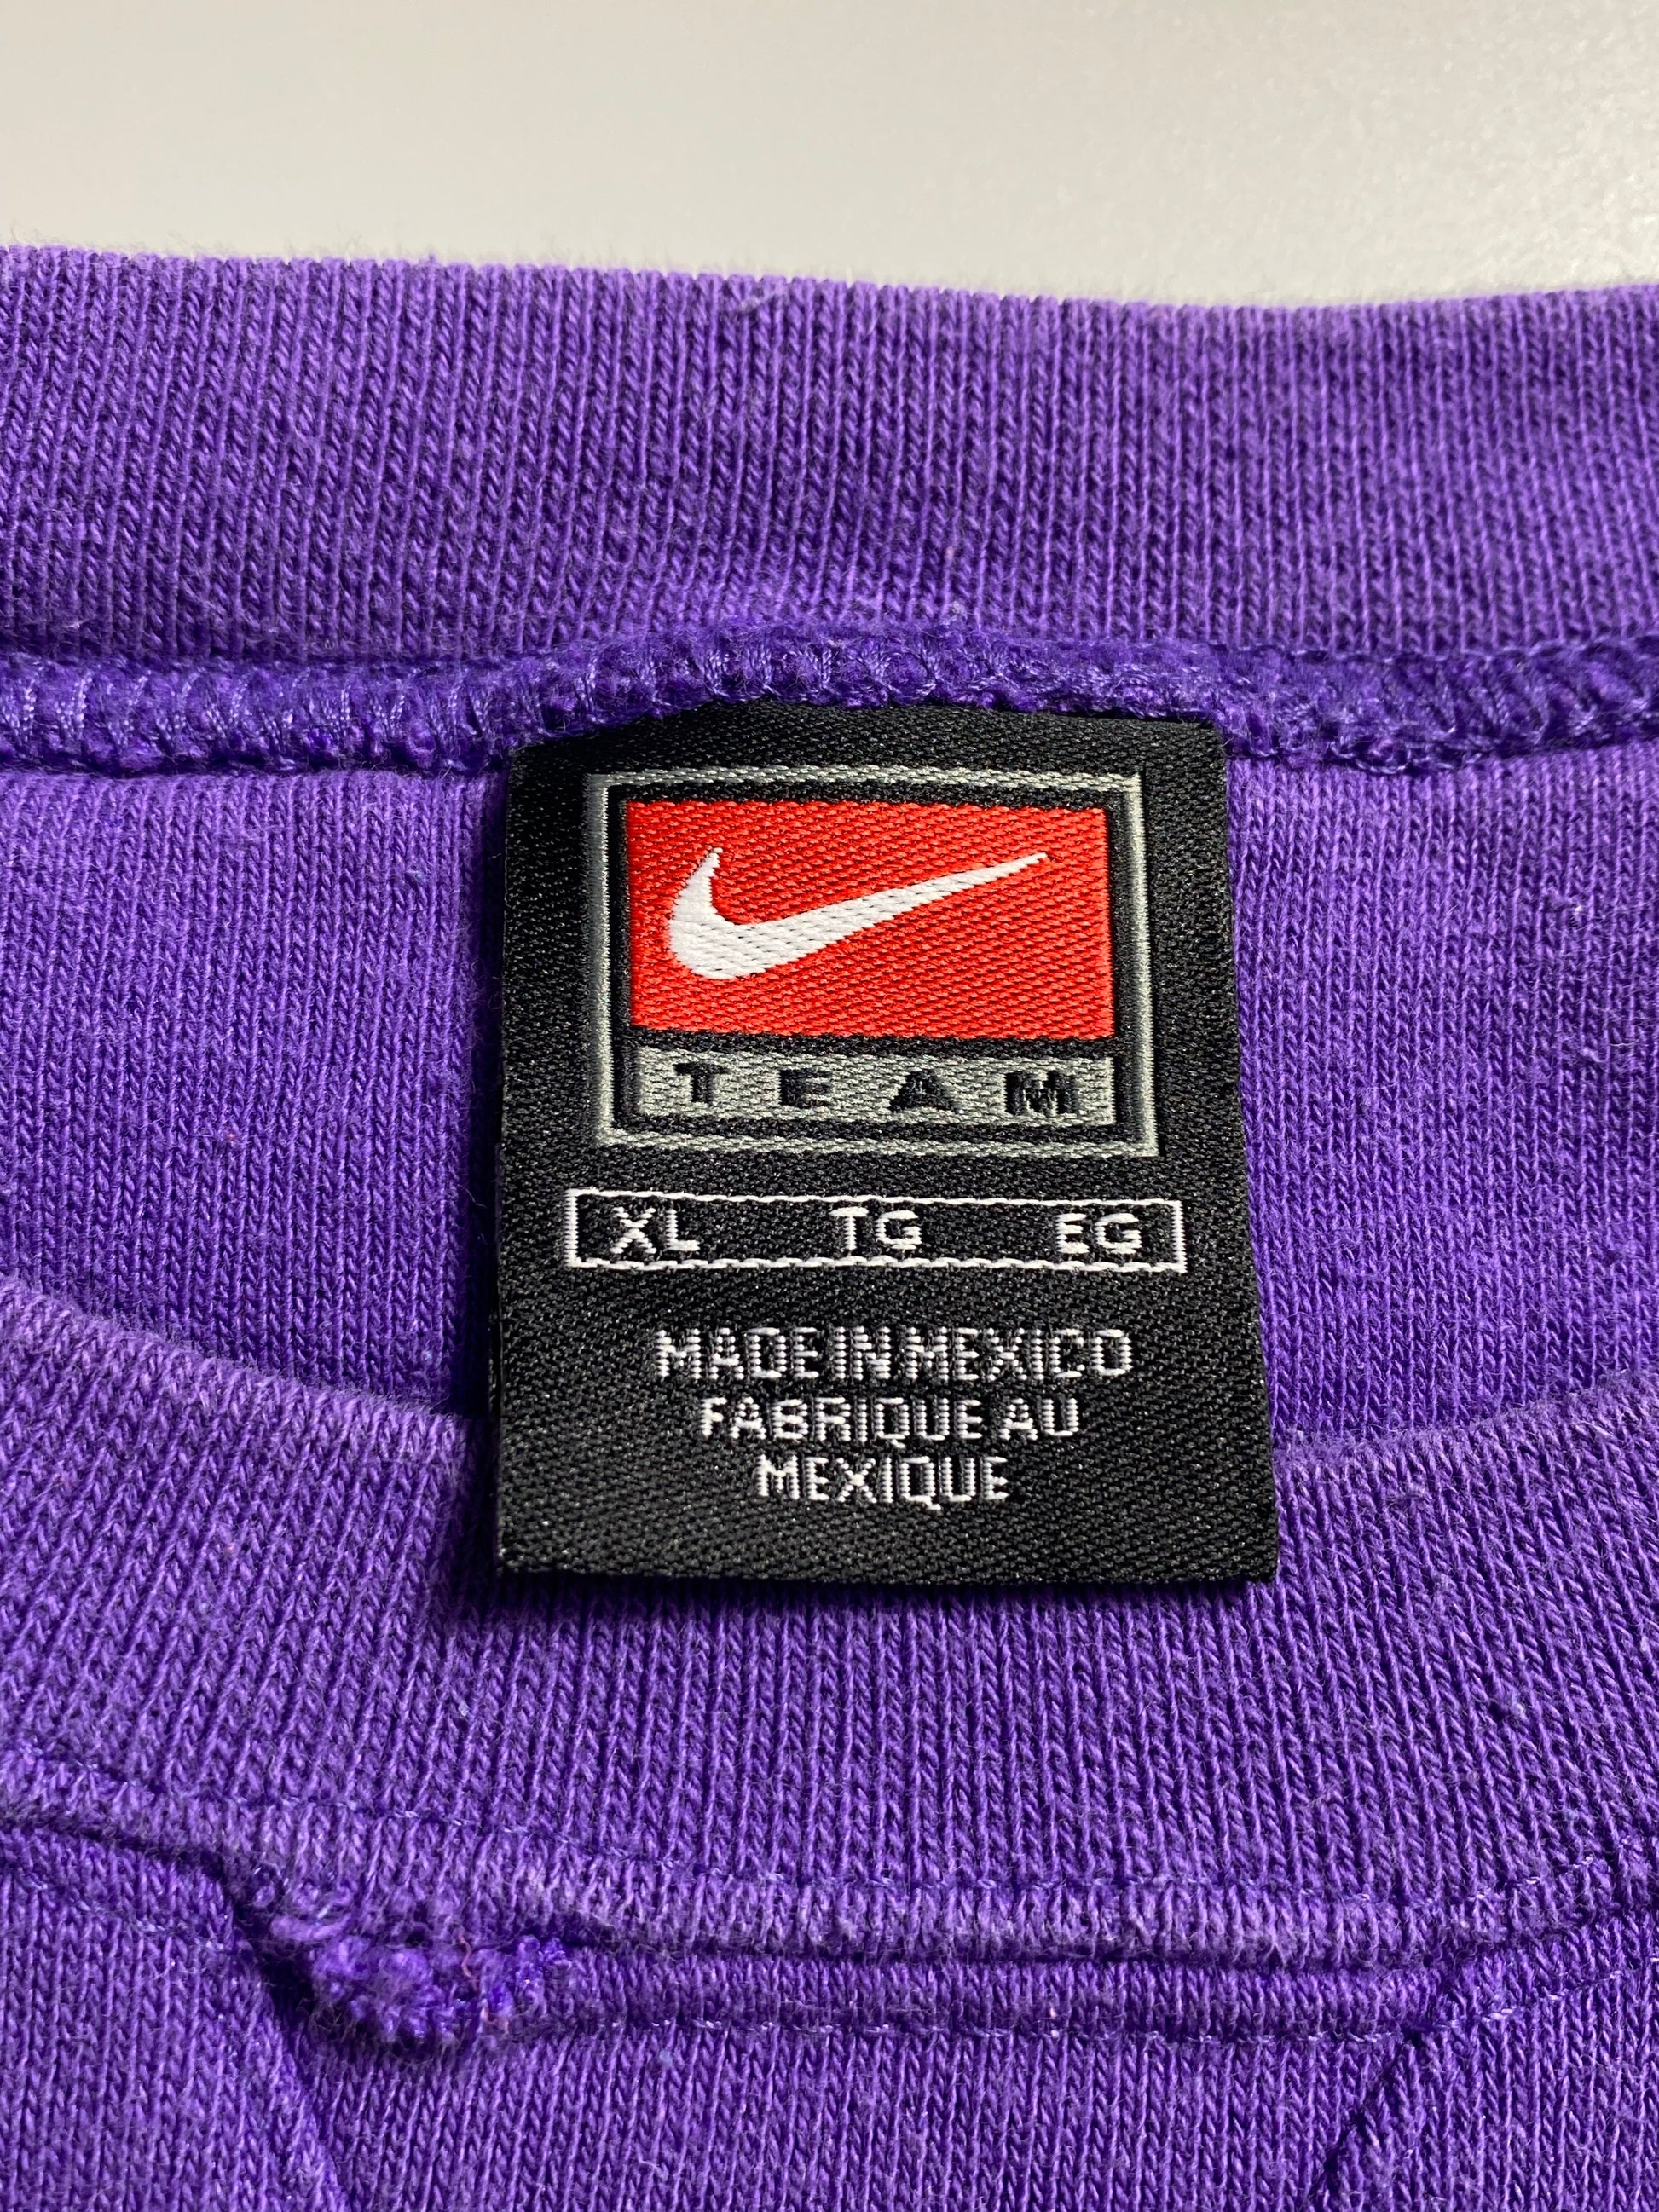 TEAM
XL TG EG
MADE IN MEXICO
FABRIQUE AU
MEXIQUE